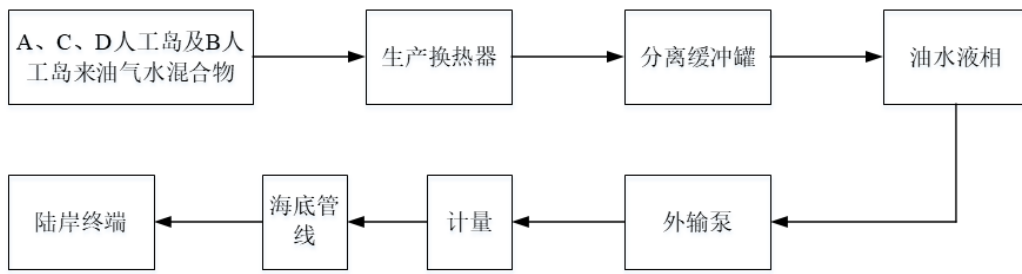 A、C、D人工岛及B人
工岛来油气水混合物
生产换热器
分离缓冲罐
油水液相
外输泵
计量
海底管
线
陆岸终端